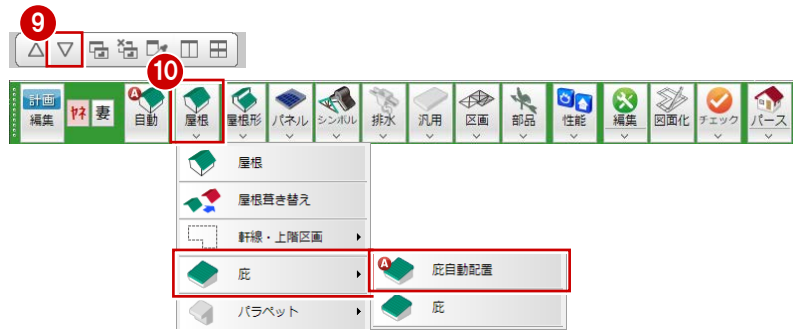 9
10
計画
編集
ヤネ 妻
A 自動
屋根
屋根形
パネル
シンボル
排水
汎用
区画
部品
性能
編集
図面化
チェック
パース
屋根
屋根葺き替え
軒線・上階区画
庇
A 庇自動配置
パラペット
庇